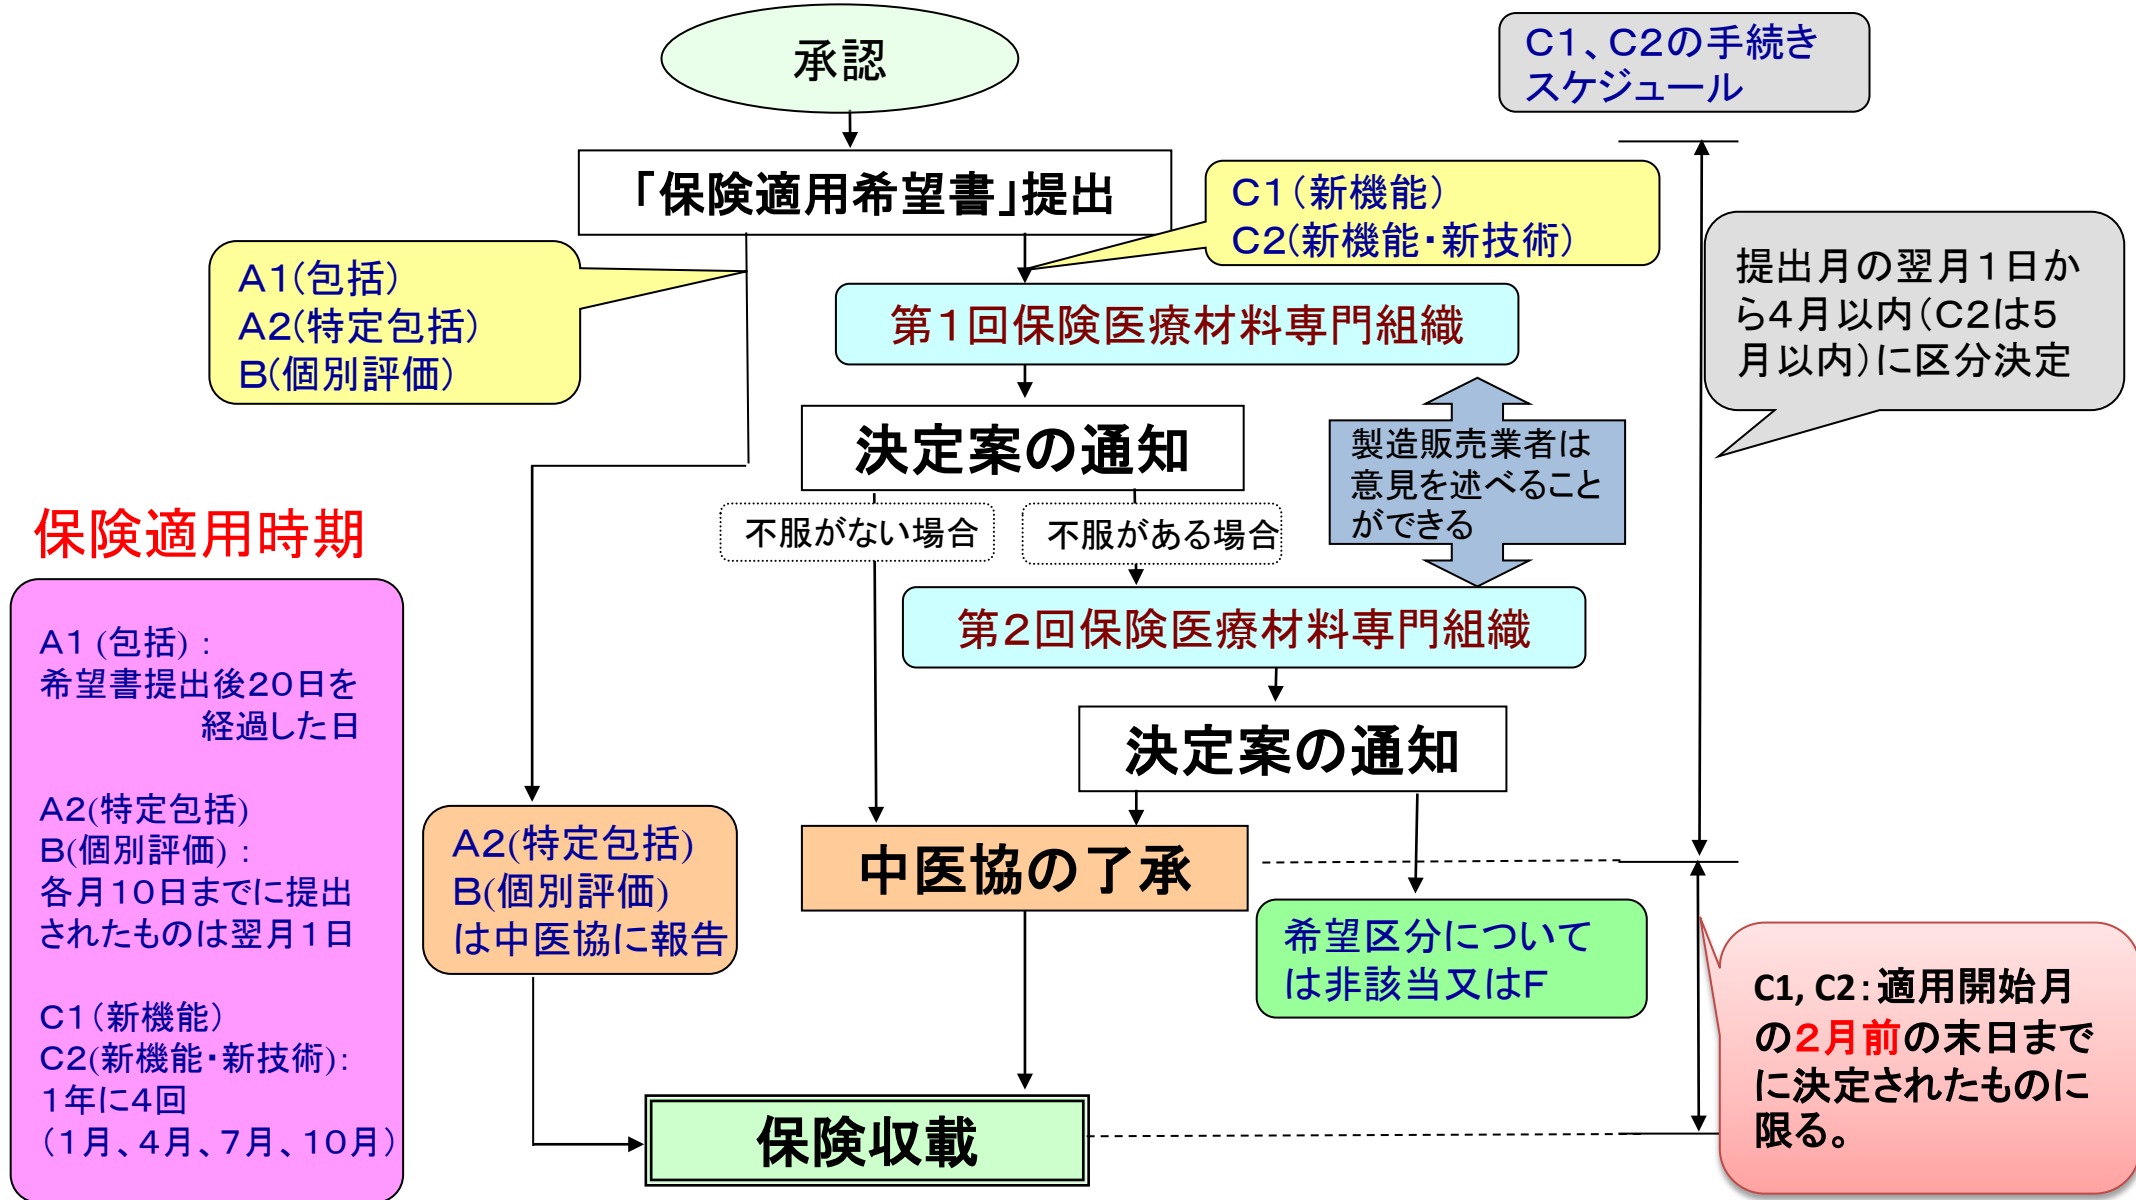 承認
C1、C2の手続き
スケジュール
「保険適用希望書」提出
C1(新機能)
C2(新機能・新技術)
A1(包括)
A2(特定包括)
B(個別評価)
提出月の翌月1日か
ら4月以内(C2は5
月以内)に区分決定
第1回保険医療材料専門組織
決定案の通知
製造販売業者は
意見を述べること
ができる
不服がない場合
不服がある場合
保険適用時期
第2回保険医療材料専門組織
A1 (包括) :
希望書提出後20日を
経過した日
A2(特定包括)
B(個別評価) :
各月10日までに提出
されたものは翌月1日
C1(新機能)
C2(新機能・新技術):
1年に4回
(1月、4月、7月、10月)
決定案の通知
A2(特定包括)
B(個別評価)
は中医協に報告
中医協の了承
希望区分について
は非該当又はF
C1, C2:適用開始月
の2月前の末日まで
に決定されたものに
限る。
保険収載